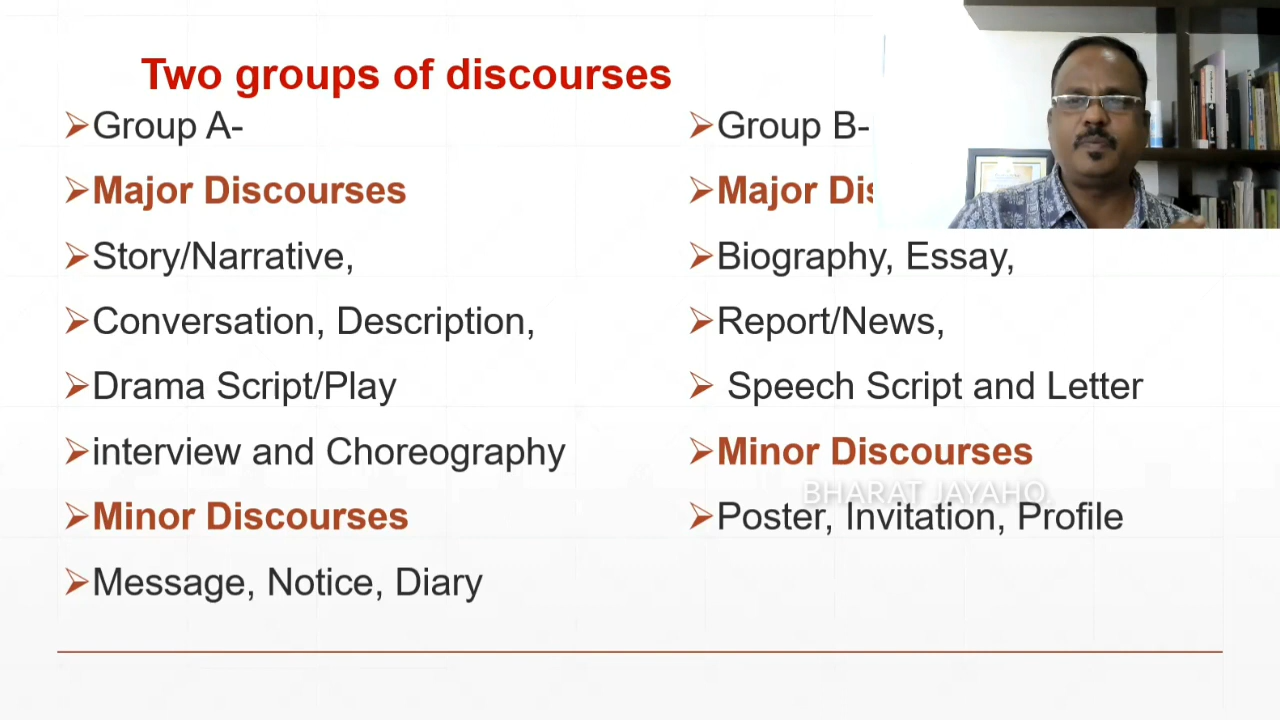 Two groups of discourses
Group A-
Major Discourses
Story/Narrative,
Conversation, Description,
Drama Script/Play
interview and Choreography
Minor Discourses
Message, Notice, Diary
Group B-
Major Dis
Biography, Essay,
Report/News,
Speech Script and Letter
Minor Discourses
BHARAT JAYAHO.
Poster, Invitation, Profile